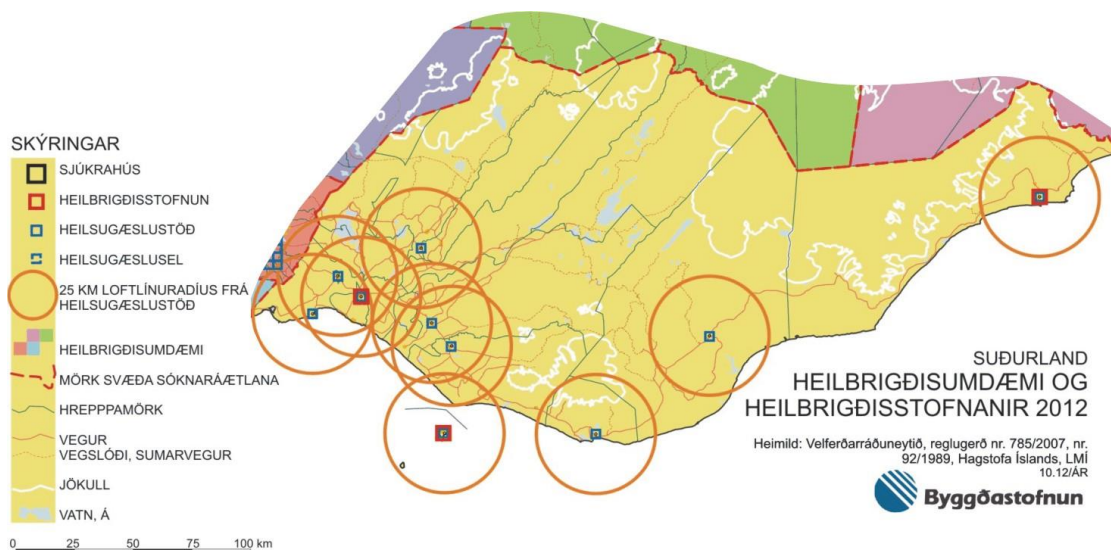 SKÝRINGAR
SJÚKRAHÚS
HEILBRIGÐISSTOFNUN
HEILSUGÆSLUSTÖÐ
HEILSUGÆSLUSEL
25 KM LOFTLÍNURADÍUS FRÁ
HEILSUGÆSLUSTÖÐ
HEILBRIGÐISUMDÆMI
MÖRK SVÆÐA SÓKNARÁÆTLANA
HREPPPAMÖRK
VEGUR
VEGSLÓÐI, SUMARVEGUR
JÖKULL
VATN, Á
0 25 50 75 100 km
SUÐURLAND
HEILBRIGÐISUMDÆMI OG
HEILBRIGÐISSTOFNANIR 2012
Heimild: Velferðarráðuneytið, reglugerð nr. 785/2007, nr.
92/1989, Hagstofa Íslands, LMÍ
10.12/ÁR
Byggðastofnun